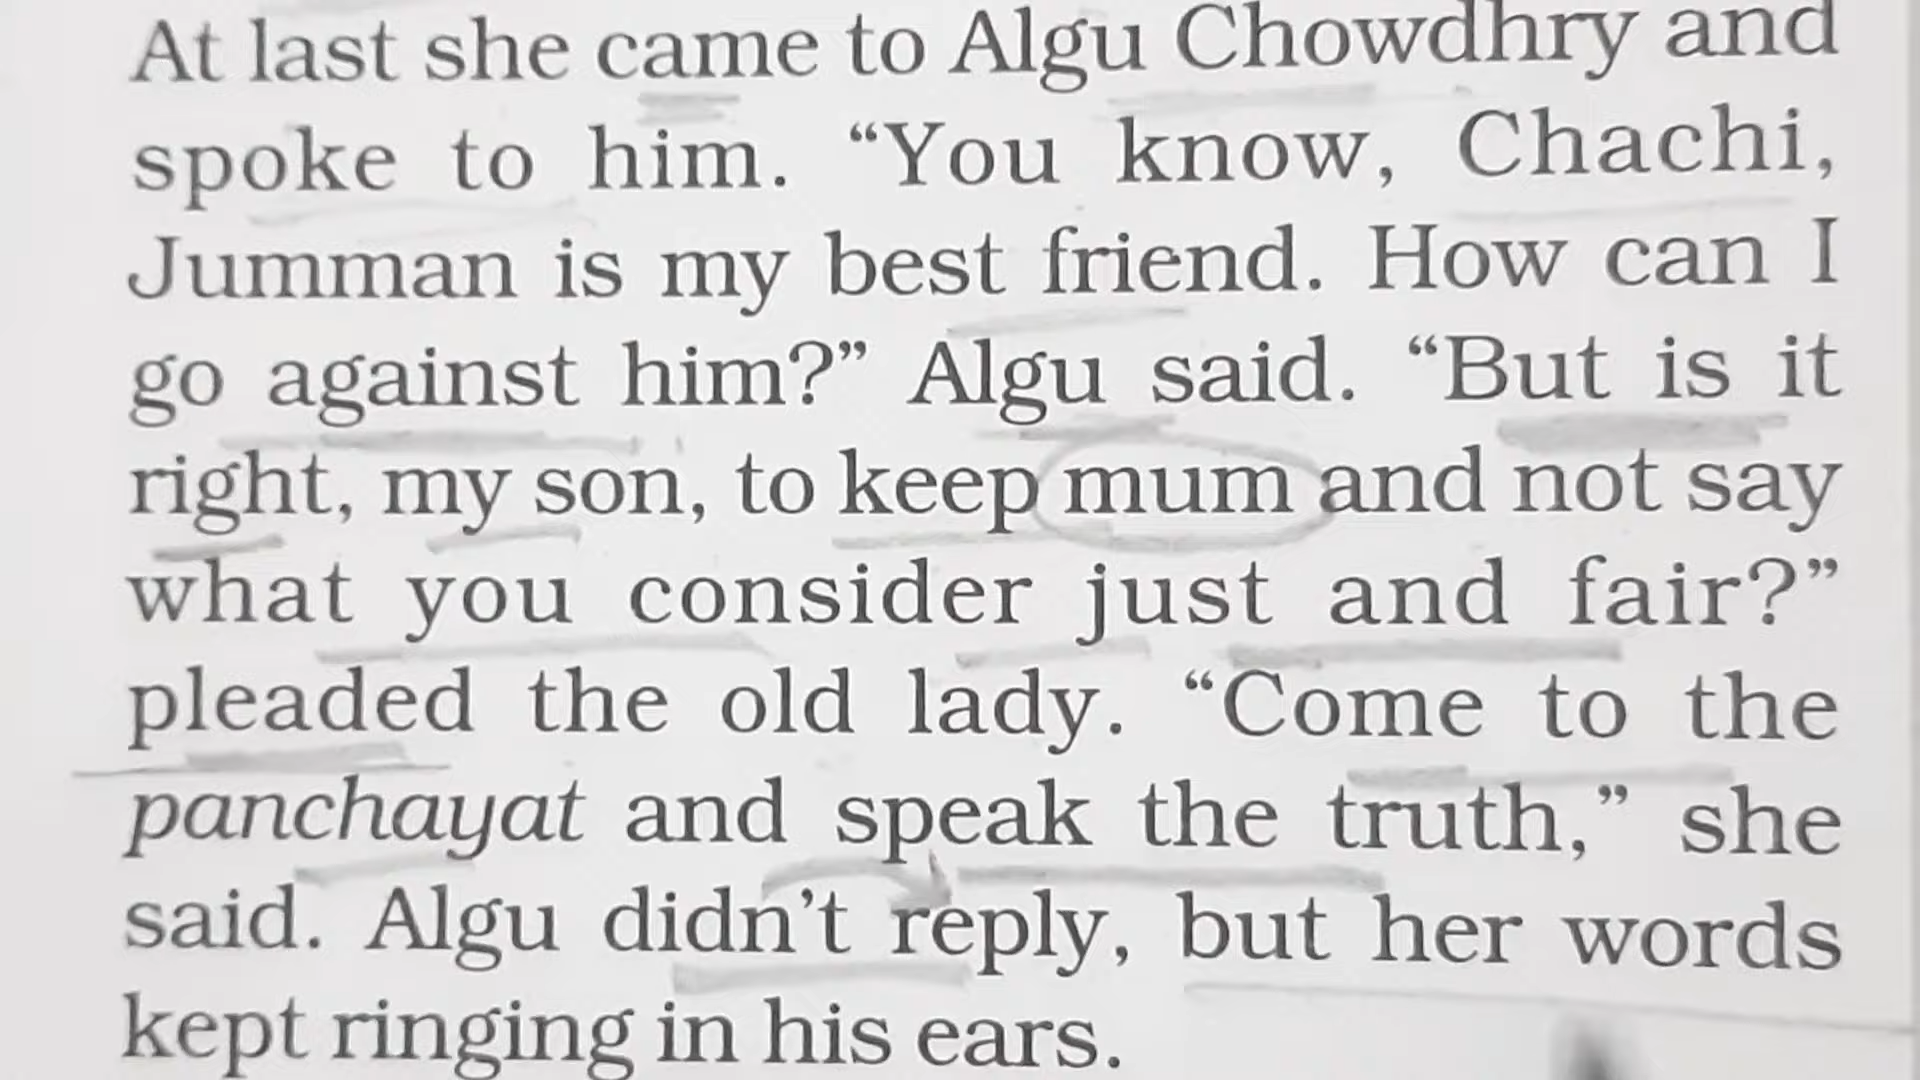 At last she came to Algu Chowdhry and
spoke to him. “You know, Chachi,
Jumman is my best friend. How can I
go against him?” Algu said. “But is it
right, my son, to keep mum and not say
what you consider just and fair?”
pleaded the old lady. “Come to the
panchayat and speak the truth,” she
said. Algu didn’t reply, but her words
kept ringing in his ears.